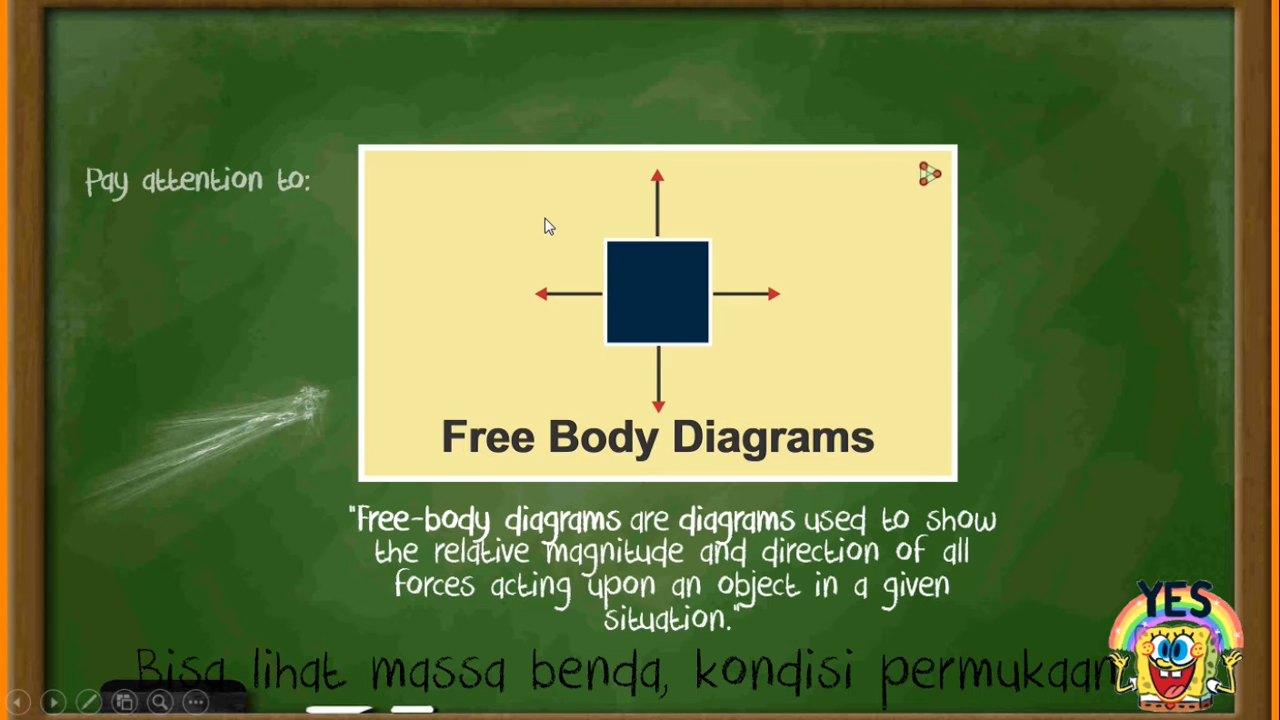 Pay attention to:
Free Body Diagrams
"Free-body diagrams are diagrams used to show
the relative magnitude and direction of all
forces acting upon an object in a given
situation."
YES
Bisa lihat massa benda, kondisi permukaan